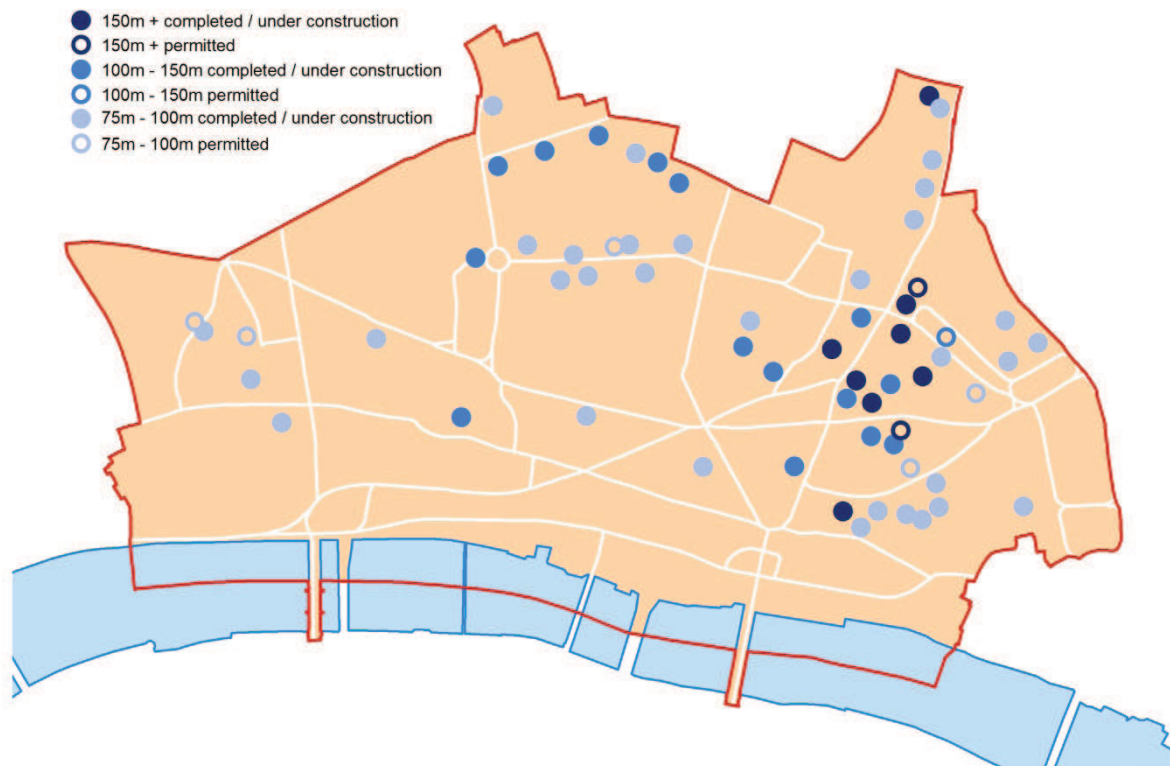 150m + completed / under construction
150m + permitted
100m - 150m completed / under construction
100m - 150m permitted
75m - 100m completed / under construction
75m - 100m permitted